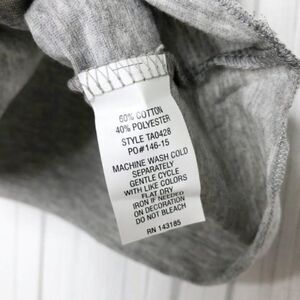 60% COTTON
40% POLYESTER
STYLE TA0428
PO#146-15
MACHINE WASH COLD
SEPARATELY
GENTLE CYCLE
WITH LIKE COLORS
FLAT DRY
IRON IF NEEDED
ON DECORATION
DO NOT BLEACH
RN 143185